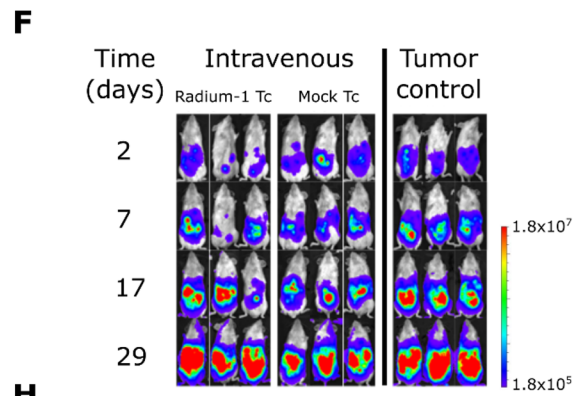 F
Time (days)
Intravenous
Tumor control
Radium-1 Tc
Mock Tc
2
7
17
29
1.8x10⁷
1.8x10⁵
H